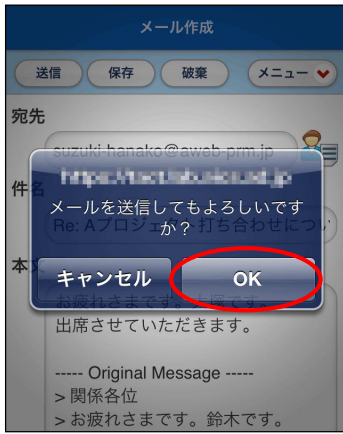 メール作成
送信 保存 破棄 メニュー
宛先
suzuki-hanako@aweb-prm.jp
件名
メールを送信してもよろしいです
か?
Re: Aプロジェクト打ち合わせについ
本文
キャンセル OK
お疲れさまです。
出席させていただきます。
----- Original Message -----
> 関係各位
> お疲れさまです。鈴木です。